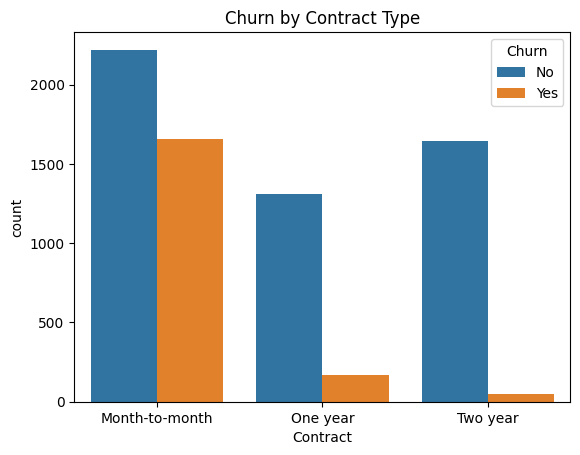 Churn by Contract Type
Churn
No
Yes
count
2000
1500
1000
500
0
Month-to-month
One year
Two year
Contract